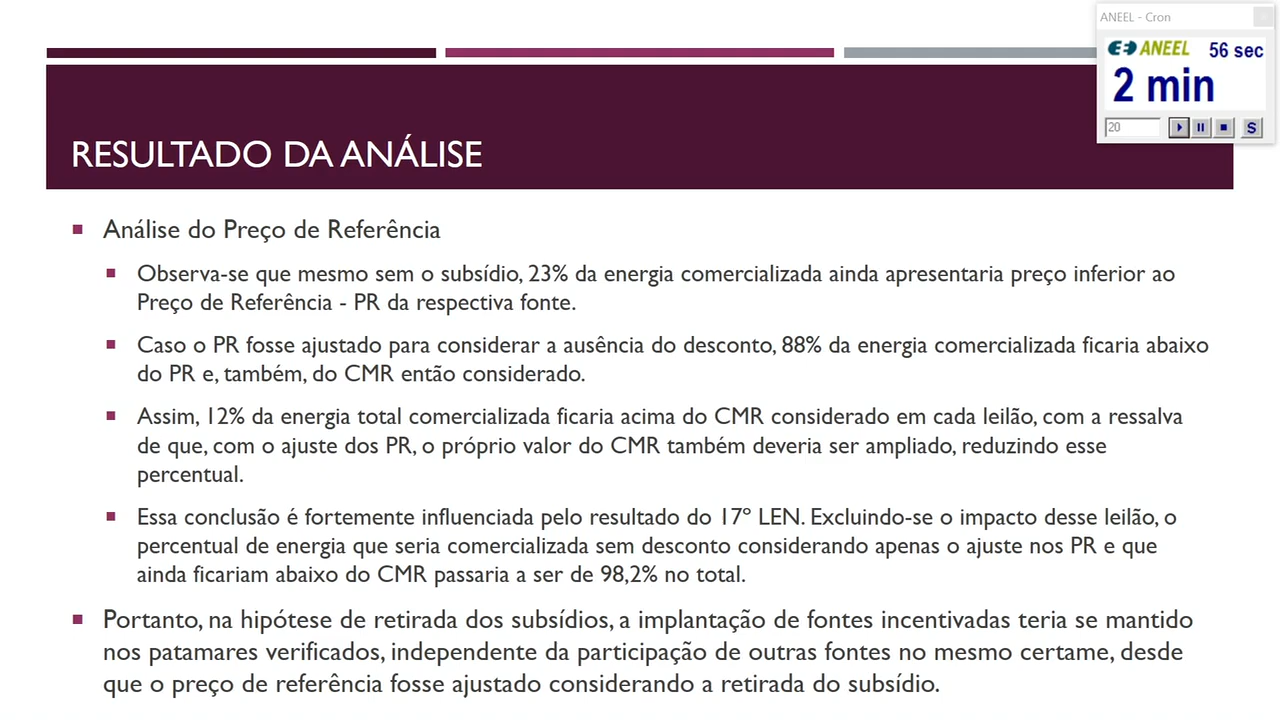 ANEEL - Cron
ANEEL 56 sec
2 min
20
S
RESULTADO DA ANÁLISE
Análise do Preço de Referência
Observa-se que mesmo sem o subsídio, 23% da energia comercializada ainda apresentaria preço inferior ao
Preço de Referência - PR da respectiva fonte.
Caso o PR fosse ajustado para considerar a ausência do desconto, 88% da energia comercializada ficaria abaixo
do PR e, também, do CMR então considerado.
Assim, 12% da energia total comercializada ficaria acima do CMR considerado em cada leilão, com a ressalva
de que, com o ajuste dos PR, o próprio valor do CMR também deveria ser ampliado, reduzindo esse
percentual.
Essa conclusão é fortemente influenciada pelo resultado do 17º LEN. Excluindo-se o impacto desse leilão, o
percentual de energia que seria comercializada sem desconto considerando apenas o ajuste nos PR e que
ainda ficariam abaixo do CMR passaria a ser de 98,2% no total.
Portanto, na hipótese de retirada dos subsídios, a implantação de fontes incentivadas teria se mantido
nos patamares verificados, independente da participação de outras fontes no mesmo certame, desde
que o preço de referência fosse ajustado considerando a retirada do subsídio.